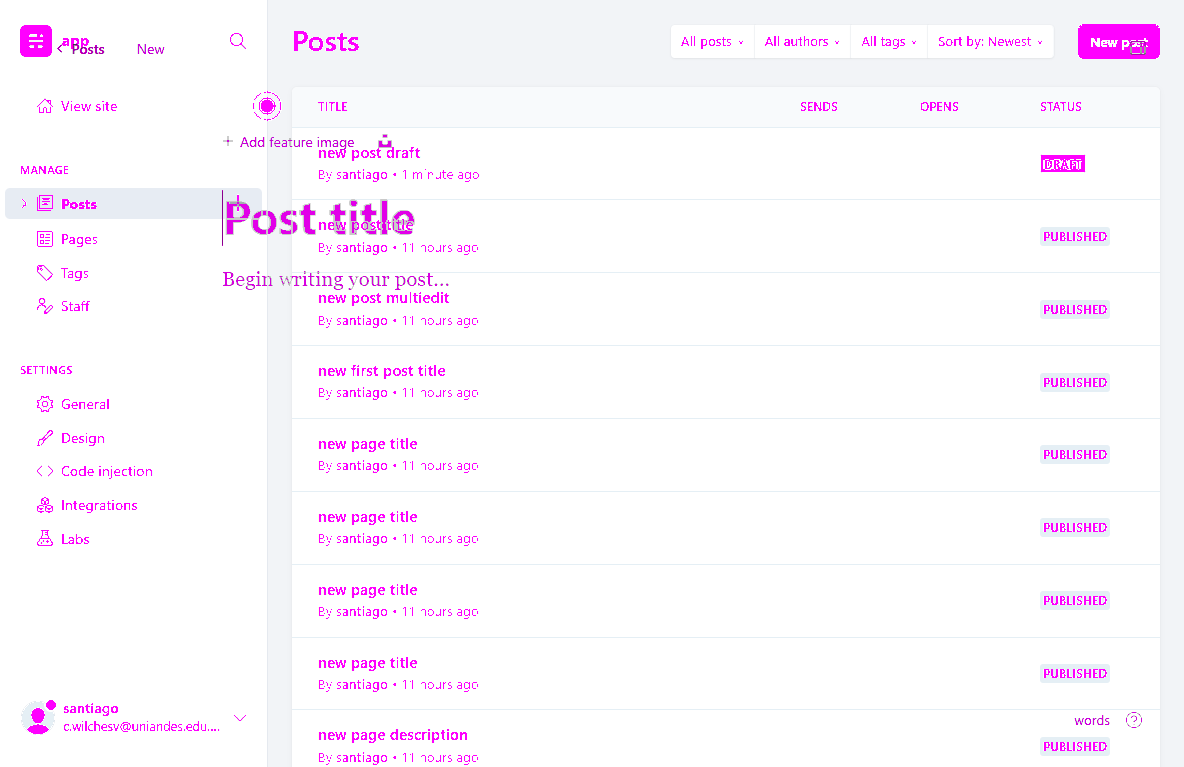 app
Posts New
View site
MANAGE
Posts
Pages
Tags
Staff
SETTINGS
General
Design
Code injection
Integrations
Labs
santiago
c.wilchesv@uniandes.edu....
Posts
All posts
All authors
All tags
Sort by: Newest
New post
TITLE SENDS OPENS STATUS
Add feature image
new post draft
By santiago • 1 minute ago
DRAFT
Post title
new post title
By santiago • 11 hours ago
PUBLISHED
Begin writing your post...
new post multiedit
By santiago • 11 hours ago
PUBLISHED
new first post title
By santiago • 11 hours ago
PUBLISHED
new page title
By santiago • 11 hours ago
PUBLISHED
new page title
By santiago • 11 hours ago
PUBLISHED
new page title
By santiago • 11 hours ago
PUBLISHED
new page title
By santiago • 11 hours ago
PUBLISHED
words
new page description
By santiago • 11 hours ago
PUBLISHED